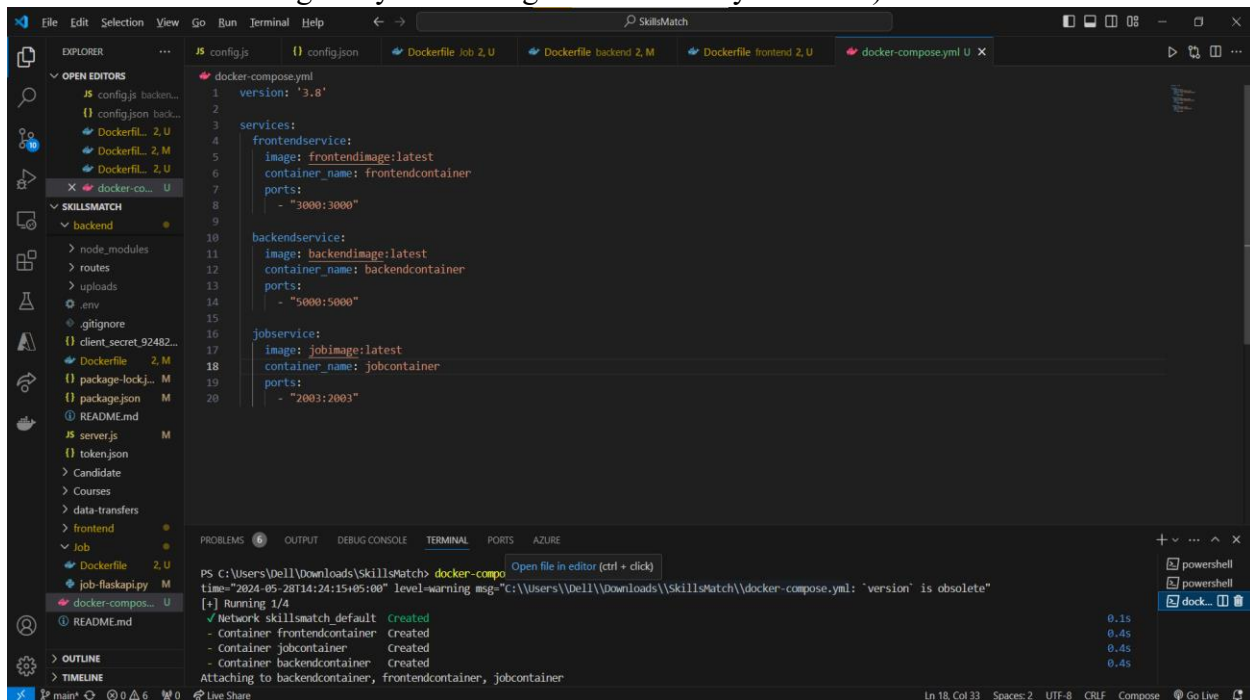 File Edit Selection View Go Run Terminal Help
SkillsMatch
EXPLORER
OPEN EDITORS
JS config.js backen...
{} config.json back...
Dockerfil... 2, U
Dockerfil... 2, M
Dockerfil... 2, U
docker-co... U
SKILLSMATCH
backend
node_modules
routes
uploads
.env
.gitignore
{} client_secret_92482...
Dockerfile 2, M
{} package-lock.j... M
{} package.json M
README.md
JS server.js M
{} token.json
Candidate
Courses
data-transfers
frontend
Job
Dockerfile 2, U
job-flaskapi.py M
docker-compos... U
README.md
OUTLINE
TIMELINE
JS config.js {} config.json Dockerfile Job 2, U Dockerfile backend 2, M Dockerfile frontend 2, U docker-compose.yml U
docker-compose.yml
1 version: '3.8'
2
3 services:
4 frontendservice:
5 image: frontendimage:latest
6 container_name: frontendcontainer
7 ports:
8 - "3000:3000"
9
10 backendservice:
11 image: backendimage:latest
12 container_name: backendcontainer
13 ports:
14 - "5000:5000"
15
16 jobservice:
17 image: jobimage:latest
18 container_name: jobcontainer
19 ports:
20 - "2003:2003"
PROBLEMS 6 OUTPUT DEBUG CONSOLE TERMINAL PORTS AZURE
Open file in editor (ctrl + click)
PS C:\Users\Dell\Downloads\SkillsMatch> docker-compo
time="2024-05-28T14:24:15+05:00" level=warning msg="C:\\Users\\Dell\\Downloads\\SkillsMatch\\docker-compose.yml: `version` is obsolete"
[+] Running 1/4
✓ Network skillsmatch_default Created 0.1s
- Container frontendcontainer Created 0.4s
- Container jobcontainer Created 0.4s
- Container backendcontainer Created 0.4s
Attaching to backendcontainer, frontendcontainer, jobcontainer
powershell
powershell
dock...
10
main* 0 6 0 Live Share Ln 18, Col 33 Spaces: 2 UTF-8 CRLF Compose Go Live